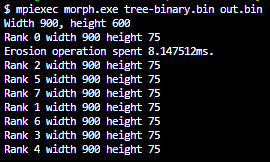 $ mpiexec morph.exe tree-binary.bin out.bin
Width 900, height 600
Rank 0 width 900 height 75
Erosion operation spent 8.147512ms.
Rank 2 width 900 height 75
Rank 5 width 900 height 75
Rank 7 width 900 height 75
Rank 1 width 900 height 75
Rank 6 width 900 height 75
Rank 3 width 900 height 75
Rank 4 width 900 height 75